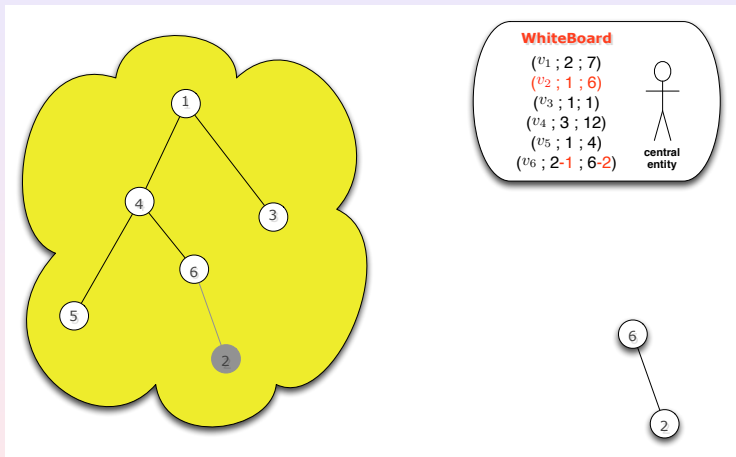 WhiteBoard
(v1 ; 2 ; 7)
(v2 ; 1 ; 6)
(v3 ; 1; 1)
(v4 ; 3 ; 12)
(v5 ; 1 ; 4)
(v6 ; 2-1 ; 6-2)
central
entity
1
4
3
6
5
2
6
2